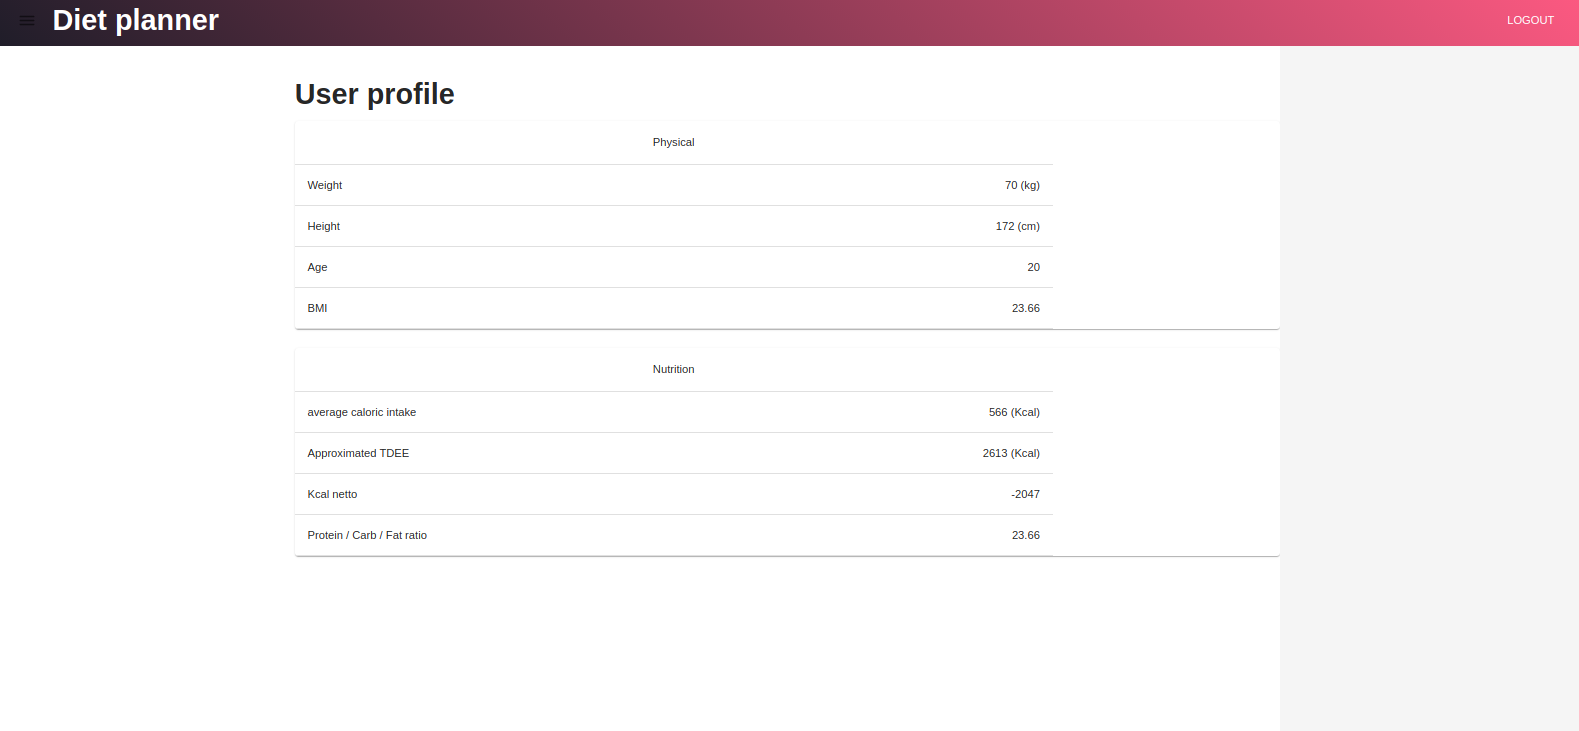 Diet planner
LOGOUT
User profile
Physical
Weight 70 (kg)
Height 172 (cm)
Age 20
BMI 23.66
Nutrition
average caloric intake 566 (Kcal)
Approximated TDEE 2613 (Kcal)
Kcal netto -2047
Protein / Carb / Fat ratio 23.66